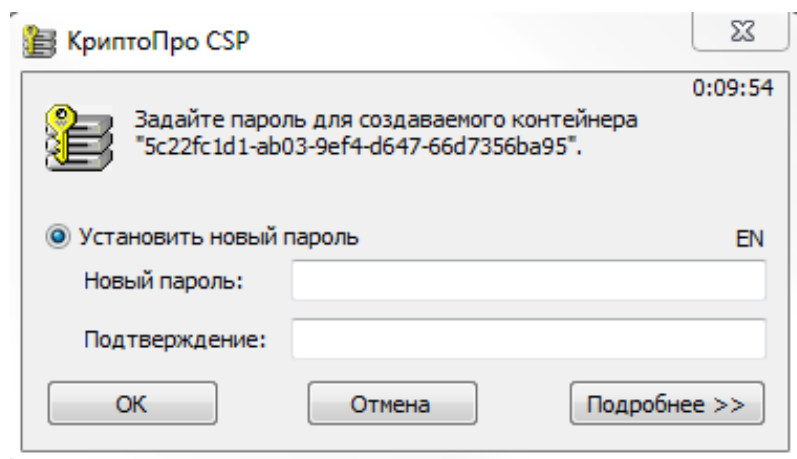 КриптоПро CSP
0:09:54
Задайте пароль для создаваемого контейнера
"5c22fc1d1-ab03-9ef4-d647-66d7356ba95".
Установить новый пароль EN
Новый пароль:
Подтверждение:
ОК Отмена Подробнее >>